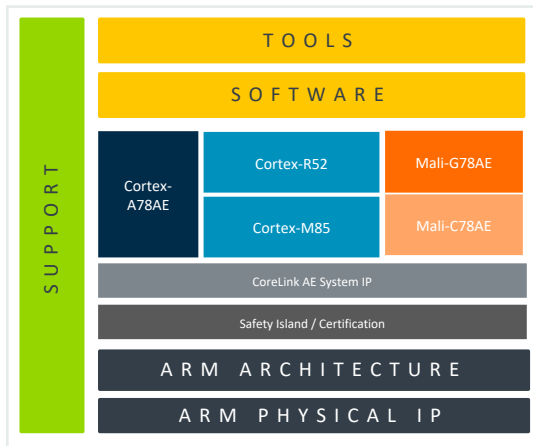 SUPPORT
TOOLS
SOFTWARE
Cortex-
A78AE
Cortex-R52
Cortex-M85
Mali-G78AE
Mali-C78AE
CoreLink AE System IP
Safety Island / Certification
ARM ARCHITECTURE
ARM PHYSICAL IP